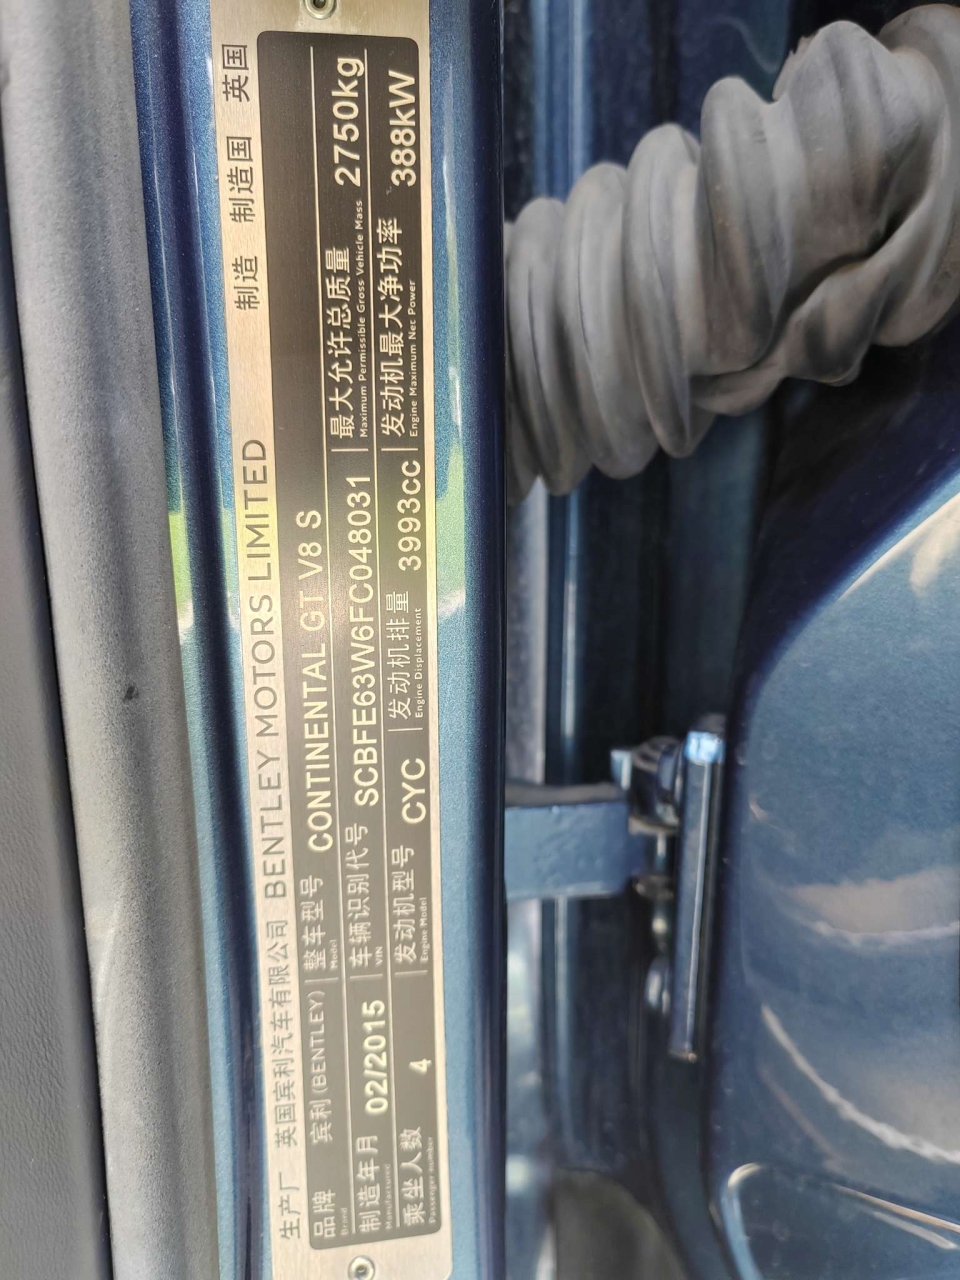 生产厂 英国宾利汽车有限公司 BENTLEY MOTORS LIMITED 制造 制造国 英国
品牌 宾利 (BENTLEY) 整车型号 CONTINENTAL GT V8 S
Brand Model
制造年月 02/2015 车辆识别代号 SCBFE63W6FC048031 最大允许总质量 2750kg
Manufactured VIN Maximum Permissible Gross Vehicle Mass
乘坐人数 4 发动机型号 CYC 发动机排量 3993cc 发动机最大净功率 388kW
Passenger number Engine Model Engine Displacement Engine Maximum Net Power